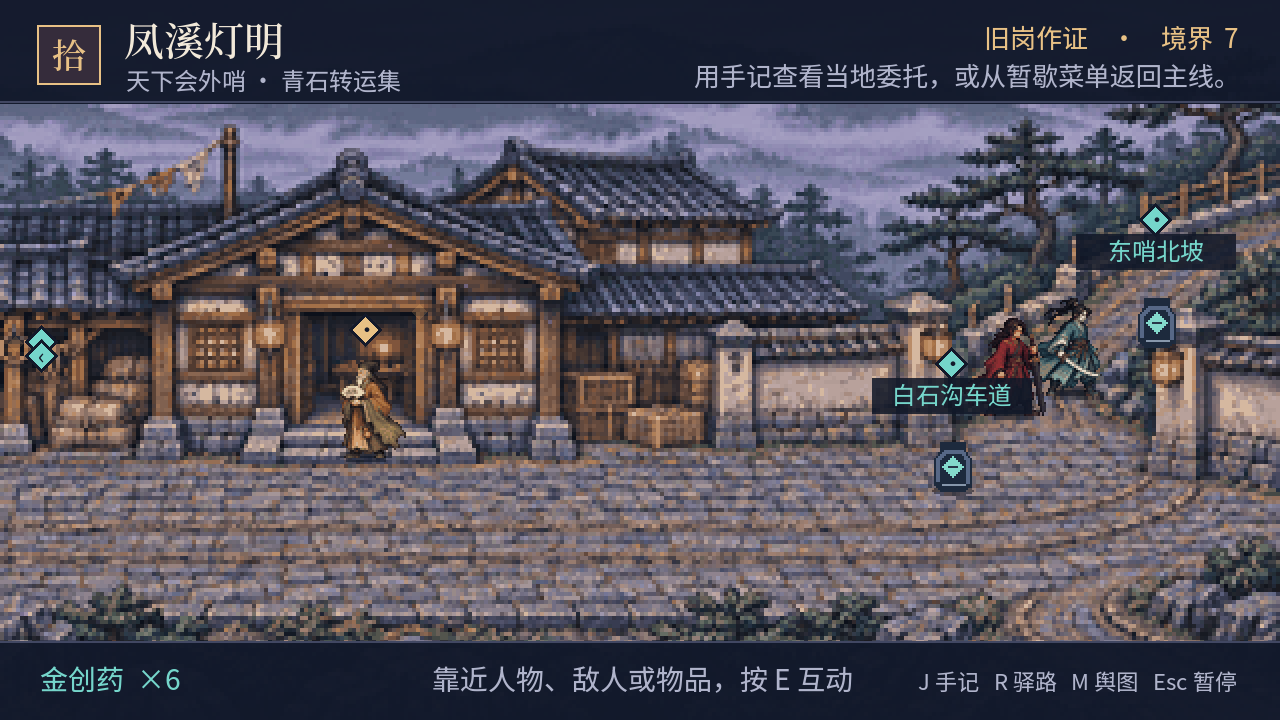 拾
凤溪灯明
天下会外哨 • 青石转运集
旧岗作证 • 境界 7
用手记查看当地委托，或从暂歇菜单返回主线。
东哨北坡
白石沟车道
金创药 ×6
靠近人物、敌人或物品，按 E 互动
J 手记 R 驿路 M 舆图 Esc 暂停